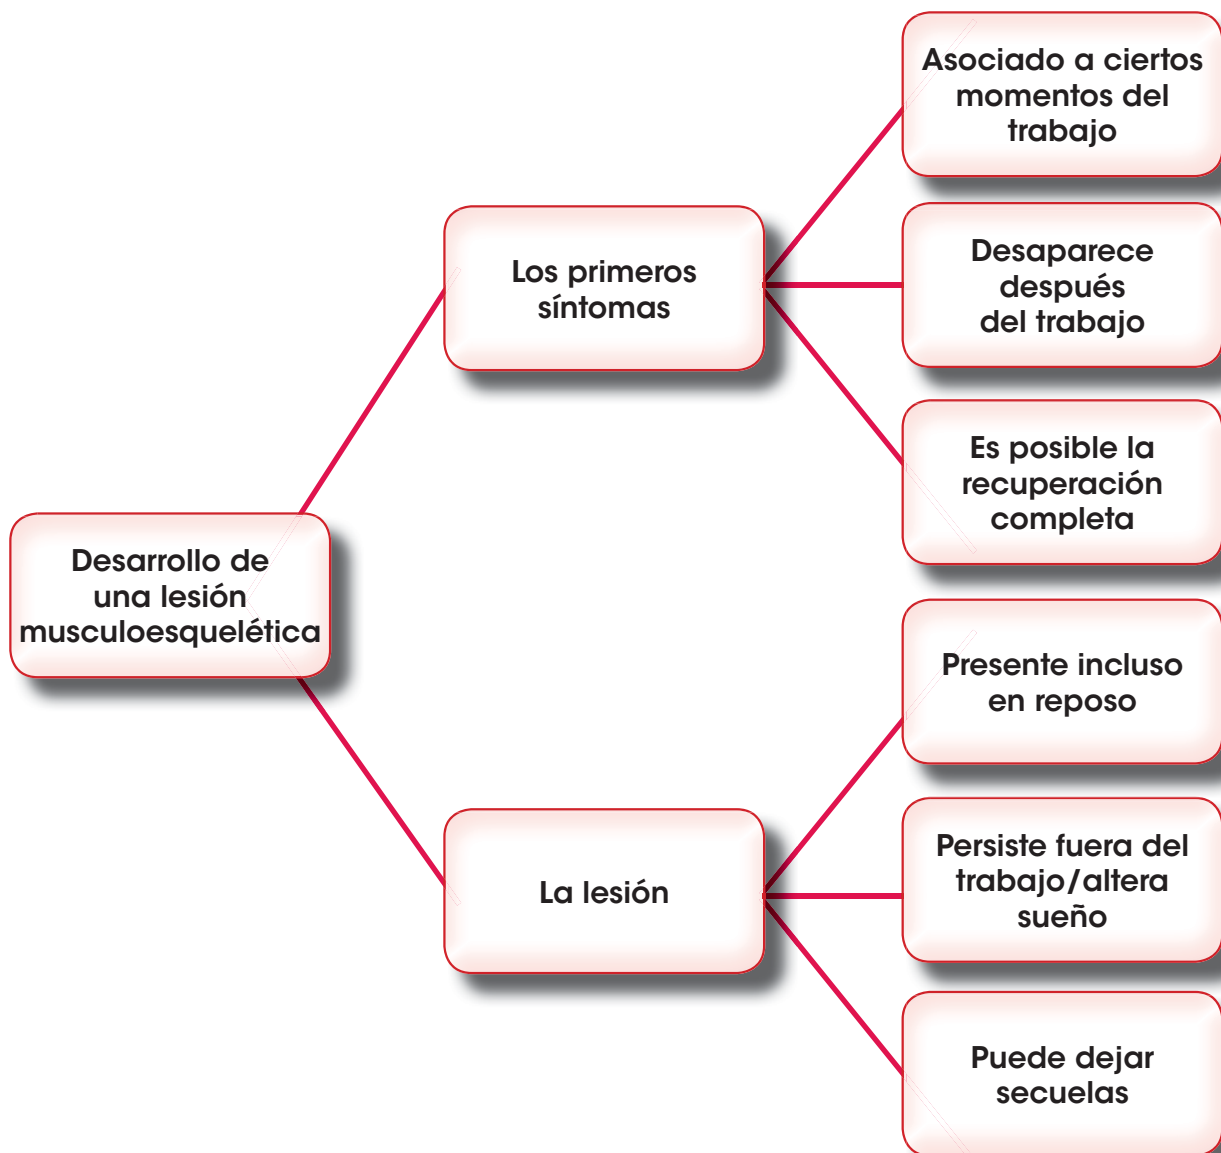 Asociado a ciertos
momentos del
trabajo
Los primeros
síntomas
Desaparece
después
del trabajo
Es posible la
recuperación
completa
Desarrollo de
una lesión
musculoesquelética
Presente incluso
en reposo
La lesión
Persiste fuera del
trabajo/altera
sueño
Puede dejar
secuelas